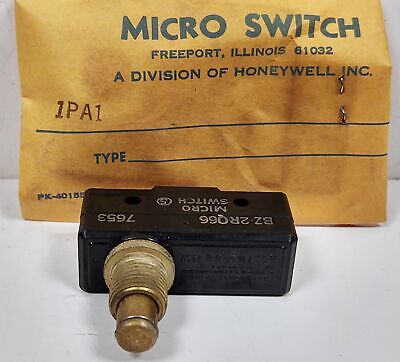 MICRO SWITCH
FREEPORT, ILLINOIS 61032
A DIVISION OF HONEYWELL INC.
1PA1
TYPE
BZ-2RQ66
MICRO
SWITCH
7653